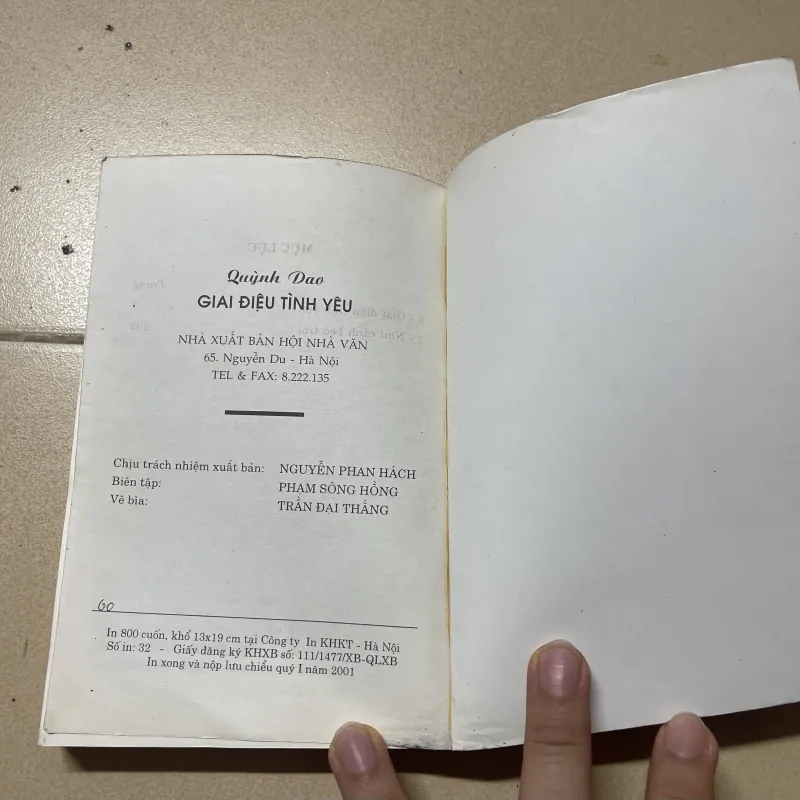 Quỳnh Dao
GIAI ĐIỆU TÌNH YÊU
NHÀ XUẤT BẢN HỘI NHÀ VĂN
65. Nguyễn Du - Hà Nội
TEL & FAX: 8.222.135
Chịu trách nhiệm xuất bản: NGUYỄN PHAN HÁCH
Biên tập: PHẠM SÔNG HỒNG
Vẽ bìa: TRẦN ĐẠI THẮNG
60
In 800 cuốn, khổ 13x19 cm tại Công ty In KHKT - Hà Nội
Số in: 32 - Giấy đăng ký KHXB số: 111/1477/XB-QLXB
In xong và nộp lưu chiểu quý I năm 2001